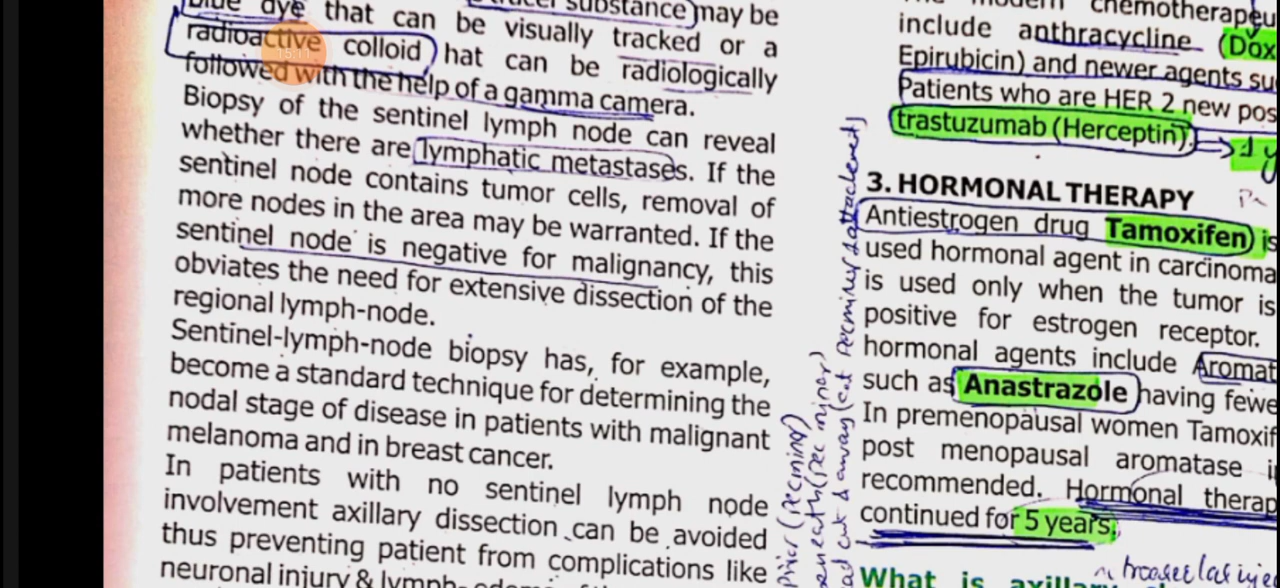 blue dye that can be visually tracked or a
substance may be
radioactive colloid hat can be radiologically
followed with the help of a gamma camera.
Biopsy of the sentinel lymph node can reveal
whether there are lymphatic metastases. If the
sentinel node contains tumor cells, removal of
more nodes in the area may be warranted. If the
sentinel node is negative for malignancy, this
obviates the need for extensive dissection of the
regional lymph-node.
Sentinel-lymph-node biopsy has, for example,
become a standard technique for determining the
nodal stage of disease in patients with malignant
melanoma and in breast cancer.
In patients with no sentinel lymph node
involvement axillary dissection can be avoided
thus preventing patient from complications like
neuronal injury & lymph-
chemotherapeu
include anthracycline (Dox
Epirubicin) and newer agents su
Patients who are HER 2 new pos
trastuzumab (Herceptin).
3. HORMONAL THERAPY
Antiestrogen drug Tamoxifen) is
used hormonal agent in carcinoma
is used only when the tumor is
positive for estrogen receptor.
hormonal agents include Aromat
such as Anastrazole having fewe
In premenopausal women Tamoxif
post menopausal aromatase i
recommended. Hormonal therap
continued for 5 years.
What is axillary